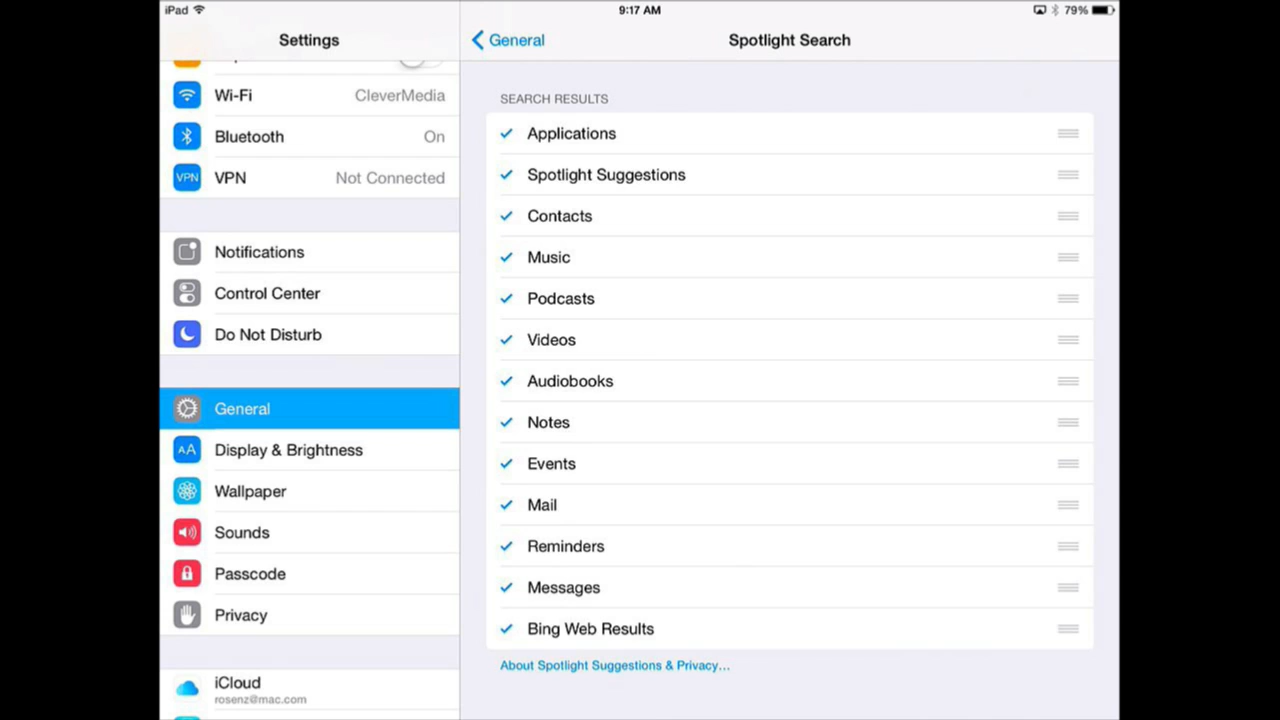 iPad
9:17 AM
79%
Settings
General
Spotlight Search
Wi-Fi
CleverMedia
Bluetooth
On
VPN
VPN
Not Connected
Notifications
Control Center
Do Not Disturb
General
AA
Display & Brightness
Wallpaper
Sounds
Passcode
Privacy
iCloud
rosenz@mac.com
SEARCH RESULTS
Applications
Spotlight Suggestions
Contacts
Music
Podcasts
Videos
Audiobooks
Notes
Events
Mail
Reminders
Messages
Bing Web Results
About Spotlight Suggestions & Privacy...